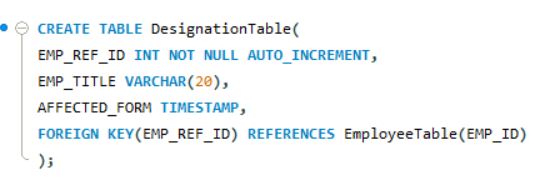 CREATE TABLE DesignationTable(
EMP_REF_ID INT NOT NULL AUTO_INCREMENT,
EMP_TITLE VARCHAR(20),
AFFECTED_FORM TIMESTAMP,
FOREIGN KEY(EMP_REF_ID) REFERENCES EmployeeTable(EMP_ID)
);